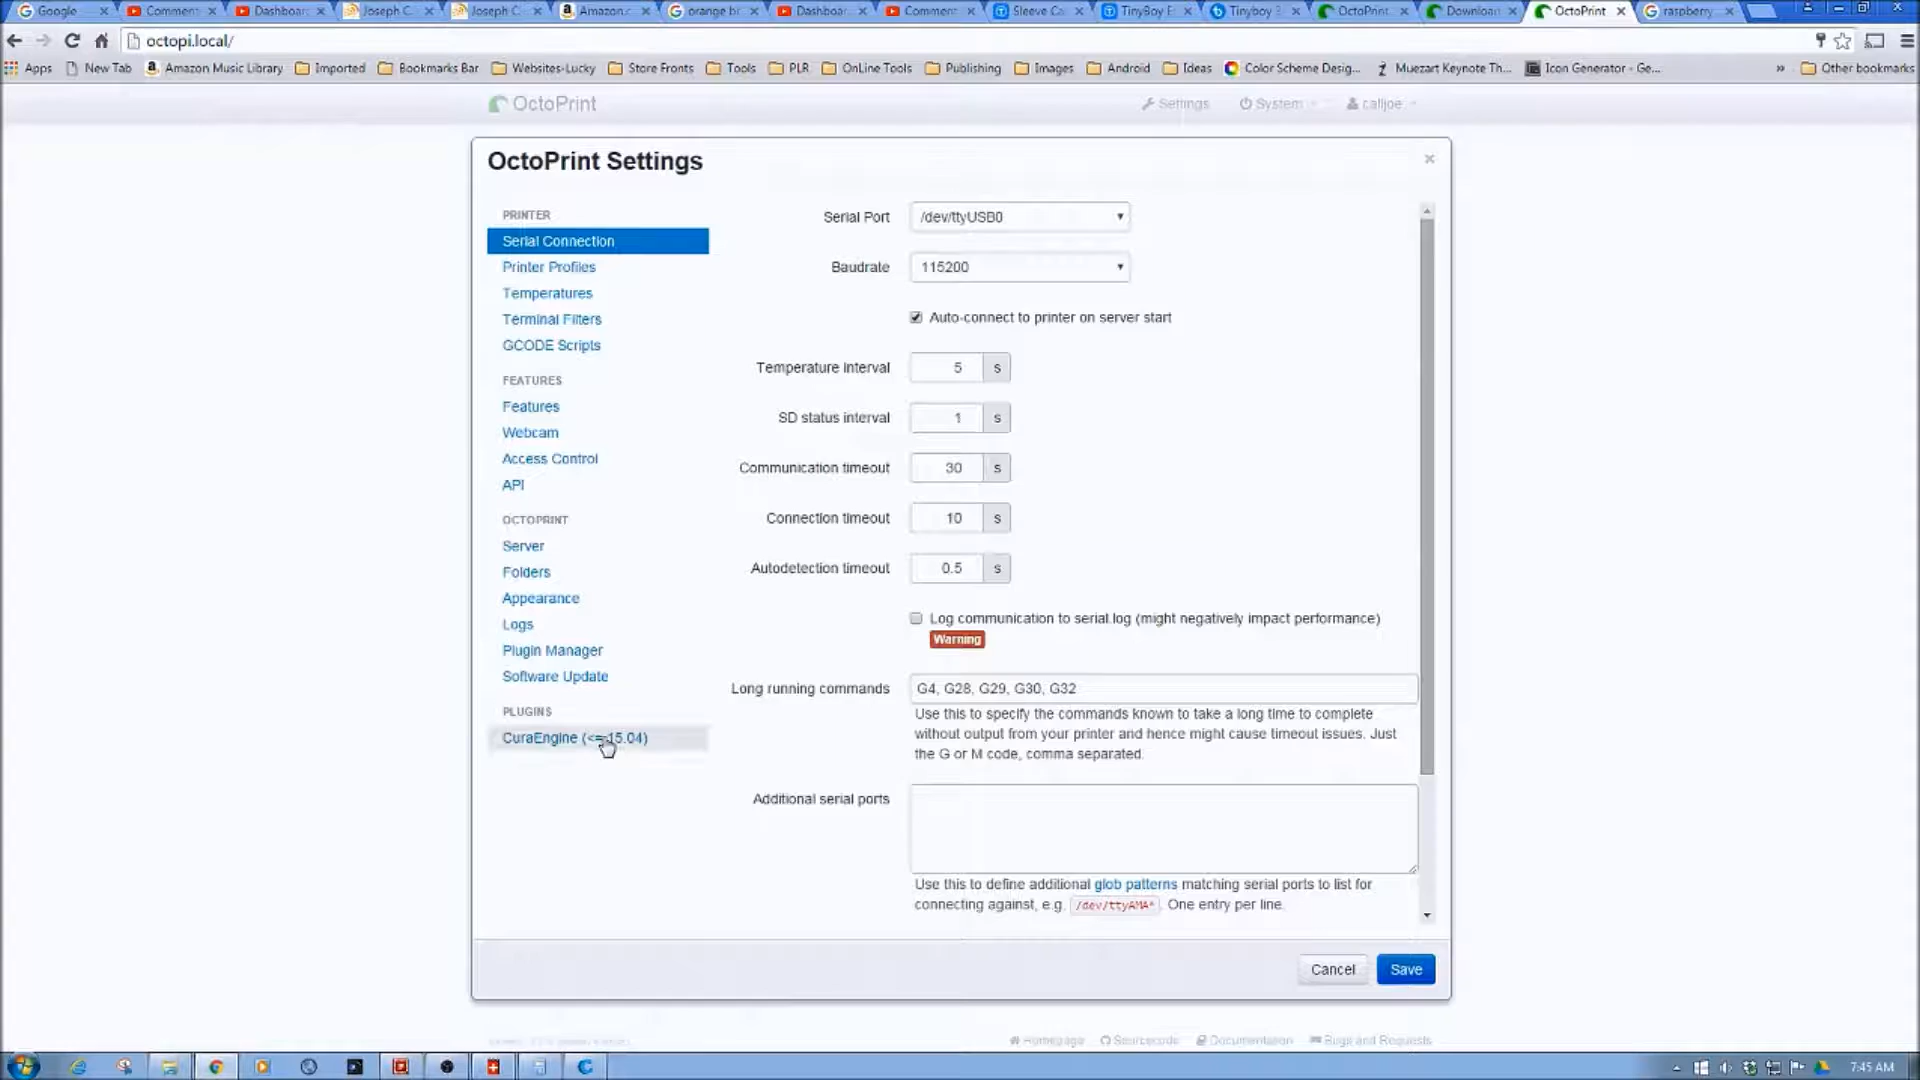 Google
Comment
Dashboar
Joseph C
Joseph C
Amazon.c
orange br
Dashboar
Comment
Sleeve Ca
TinyBoy E
Tinyboy
OctoPrint
Download
OctoPrint
raspberry
octopi.local/
Apps
New Tab
Amazon Music Library
Imported
Bookmarks Bar
Websites-Lucky
Store Fronts
Tools
PLR
OnLine Tools
Publishing
Images
Android
Ideas
Color Scheme Desig...
Muezart Keynote Th...
Icon Generator - Ge...
»
Other bookmarks
OctoPrint
Settings
System
calljoe
OctoPrint Settings
×
PRINTER
Serial Connection
Printer Profiles
Temperatures
Terminal Filters
GCODE Scripts
FEATURES
Features
Webcam
Access Control
API
OCTOPRINT
Server
Folders
Appearance
Logs
Plugin Manager
Software Update
PLUGINS
CuraEngine (<= 15.04)
Serial Port
/dev/ttyUSB0
Baudrate
115200
Auto-connect to printer on server start
Temperature interval
5 s
SD status interval
1 s
Communication timeout
30 s
Connection timeout
10 s
Autodetection timeout
0.5 s
Log communication to serial.log (might negatively impact performance)
Warning
Long running commands
G4, G28, G29, G30, G32
Use this to specify the commands known to take a long time to complete
without output from your printer and hence might cause timeout issues. Just
the G or M code, comma separated.
Additional serial ports
Use this to define additional glob patterns matching serial ports to list for
connecting against, e.g. /dev/ttyAMA* . One entry per line.
Cancel
Save
Homepage
Sourcecode
Documentation
Bugs and Requests
7:45 AM